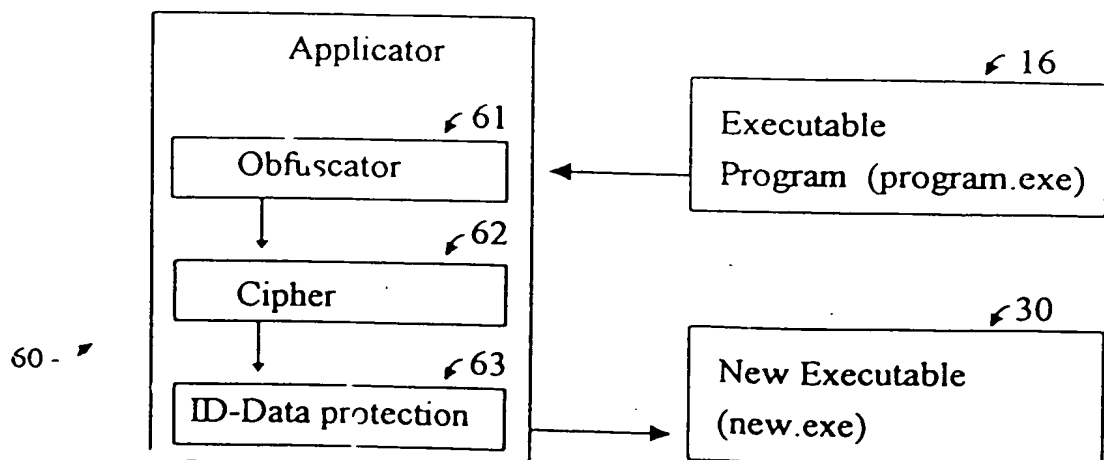 Applicator
61
Obfuscator
62
Cipher
60 -
63
ID-Data protection
16
Executable
Program (program.exe)
30
New Executable
(new.exe)